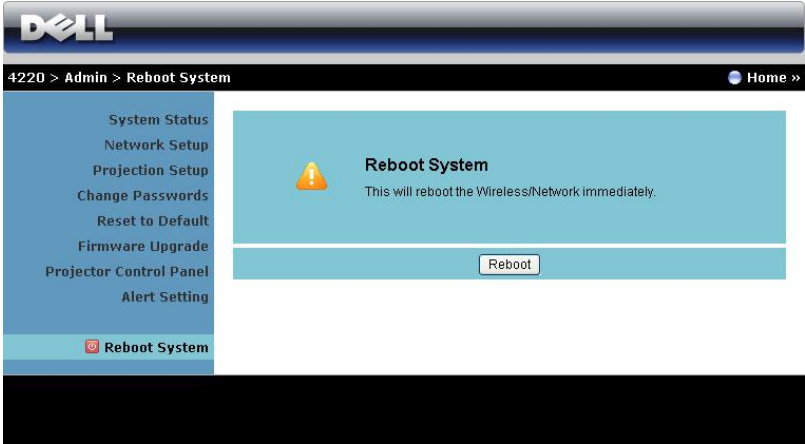 DELL
4220 > Admin > Reboot System
Home »
System Status
Network Setup
Projection Setup
Change Passwords
Reset to Default
Firmware Upgrade
Projector Control Panel
Alert Setting
Reboot System
Reboot System
This will reboot the Wireless/Network immediately.
Reboot